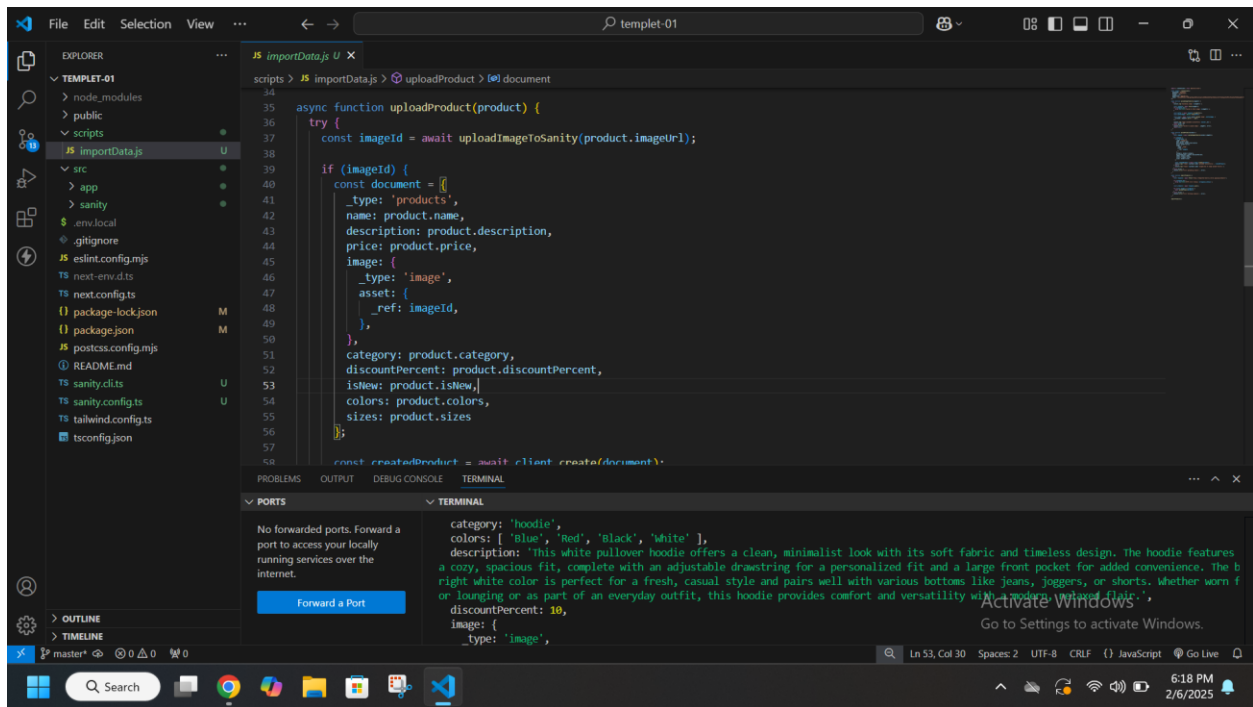 File Edit Selection View ··· templet-01
EXPLORER ···
TEMPLET-01
node_modules
public
scripts
JS importData.js U
src
app
sanity
$ .env.local
.gitignore
JS eslint.config.mjs
TS next-env.d.ts
TS next.config.ts
{} package-lock.json M
{} package.json M
JS postcss.config.mjs
README.md
TS sanity.cli.ts U
TS sanity.config.ts U
TS tailwind.config.ts
tsconfig.json
OUTLINE
TIMELINE
13
JS importData.js U
scripts > JS importData.js > uploadProduct > document
34
35 async function uploadProduct(product) {
36 try {
37 const imageId = await uploadImageToSanity(product.imageUrl);
38
39 if (imageId) {
40 const document = {
41 _type: 'products',
42 name: product.name,
43 description: product.description,
44 price: product.price,
45 image: {
46 _type: 'image',
47 asset: {
48 _ref: imageId,
49 },
50 },
51 category: product.category,
52 discountPercent: product.discountPercent,
53 isNew: product.isNew,
54 colors: product.colors,
55 sizes: product.sizes
56 };
57
58 const createdProduct = await client.create(document);
PROBLEMS OUTPUT DEBUG CONSOLE TERMINAL ···
PORTS
No forwarded ports. Forward a
port to access your locally
running services over the
internet.
Forward a Port
TERMINAL
category: 'hoodie',
colors: [ 'Blue', 'Red', 'Black', 'White' ],
description: 'This white pullover hoodie offers a clean, minimalist look with its soft fabric and timeless design. The hoodie features
a cozy, spacious fit, complete with an adjustable drawstring for a personalized fit and a large front pocket for added convenience. The b
right white color is perfect for a fresh, casual style and pairs well with various bottoms like jeans, joggers, or shorts. Whether worn f
or lounging or as part of an everyday outfit, this hoodie provides comfort and versatility with a modern, relaxed flair.',
discountPercent: 10,
image: {
_type: 'image',
Activate Windows
Go to Settings to activate Windows.
master* 0 0 0 Ln 53, Col 30 Spaces: 2 UTF-8 CRLF {} JavaScript Go Live
Search
6:18 PM
2/6/2025